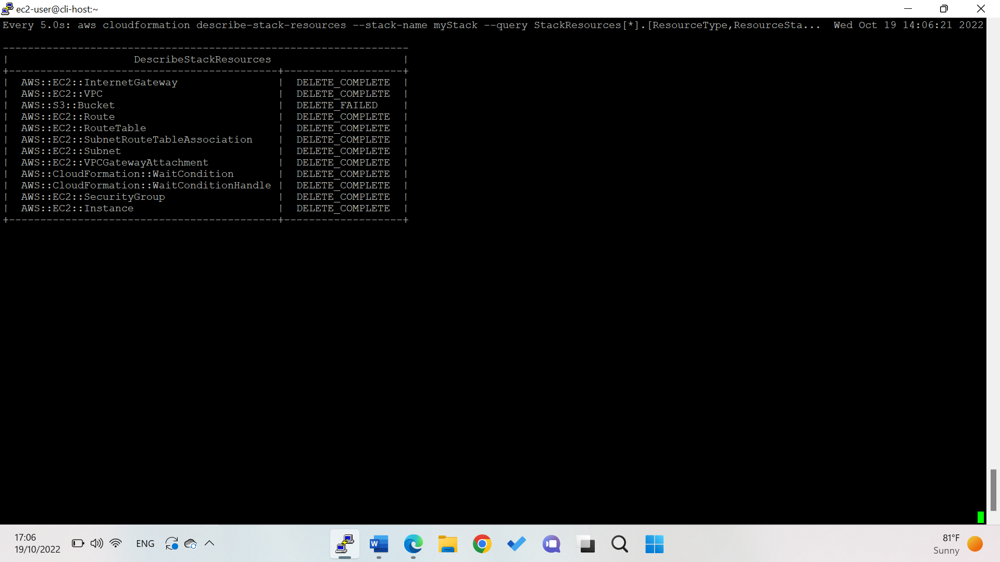 ec2-user@cli-host:~
Every 5.0s: aws cloudformation describe-stack-resources --stack-name myStack --query StackResources[*].[ResourceType,ResourceSta...  Wed Oct 19 14:06:21 2022
-----------------------------------------------------------------
|                    DescribeStackResources                     |
+-------------------------------------------+-------------------+
|  AWS::EC2::InternetGateway                |  DELETE_COMPLETE  |
|  AWS::EC2::VPC                            |  DELETE_COMPLETE  |
|  AWS::S3::Bucket                          |  DELETE_FAILED    |
|  AWS::EC2::Route                          |  DELETE_COMPLETE  |
|  AWS::EC2::RouteTable                     |  DELETE_COMPLETE  |
|  AWS::EC2::SubnetRouteTableAssociation    |  DELETE_COMPLETE  |
|  AWS::EC2::Subnet                         |  DELETE_COMPLETE  |
|  AWS::EC2::VPCGatewayAttachment           |  DELETE_COMPLETE  |
|  AWS::CloudFormation::WaitCondition       |  DELETE_COMPLETE  |
|  AWS::CloudFormation::WaitConditionHandle |  DELETE_COMPLETE  |
|  AWS::EC2::SecurityGroup                  |  DELETE_COMPLETE  |
|  AWS::EC2::Instance                       |  DELETE_COMPLETE  |
+-------------------------------------------+-------------------+
17:06
19/10/2022
ENG
W
81°F
Sunny